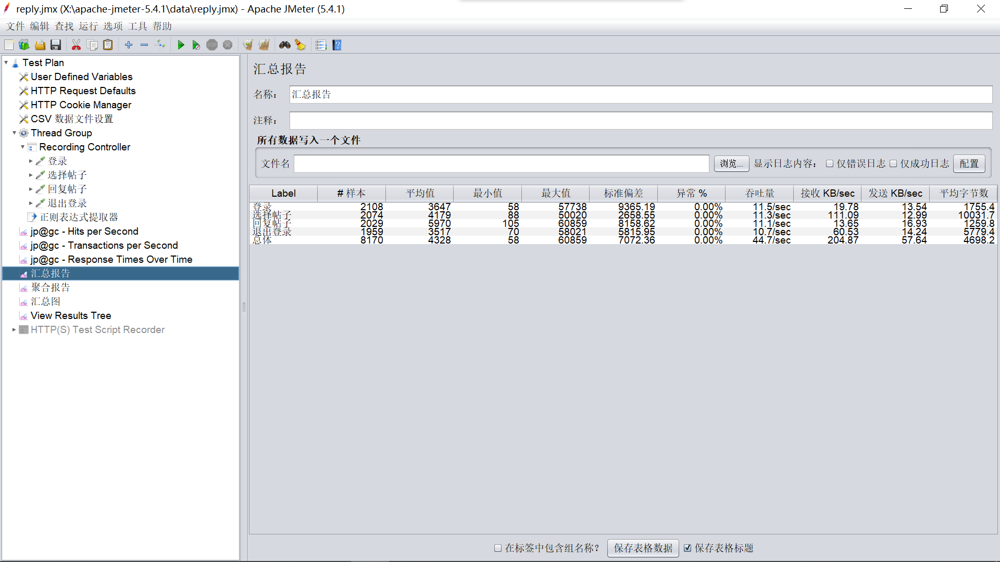 reply.jmx (X:\apache-jmeter-5.4.1\data\reply.jmx) - Apache JMeter (5.4.1)
文件 编辑 查找 运行 选项 工具 帮助
Test Plan
User Defined Variables
HTTP Request Defaults
HTTP Cookie Manager
CSV 数据文件设置
Thread Group
Recording Controller
登录
选择帖子
回复帖子
退出登录
正则表达式提取器
jp@gc - Hits per Second
jp@gc - Transactions per Second
jp@gc - Response Times Over Time
汇总报告
聚合报告
汇总图
View Results Tree
HTTP(S) Test Script Recorder
汇总报告
名称： 汇总报告
注释：
所有数据写入一个文件
文件名 浏览... 显示日志内容： 仅错误日志 仅成功日志 配置
Label # 样本 平均值 最小值 最大值 标准偏差 异常 % 吞吐量 接收 KB/sec 发送 KB/sec 平均字节数
登录 2108 3647 58 57738 9365.19 0.00% 11.5/sec 19.78 13.54 1755.4
选择帖子 2074 4179 88 50020 2658.55 0.00% 11.3/sec 111.09 12.99 10031.7
回复帖子 2029 5970 105 60859 8158.62 0.00% 11.1/sec 13.65 16.93 1259.8
退出登录 1959 3517 70 58021 5815.95 0.00% 10.7/sec 60.53 14.24 5779.4
总体 8170 4328 58 60859 7072.36 0.00% 44.7/sec 204.87 57.64 4698.2
在标签中包含组名称？ 保存表格数据 保存表格标题